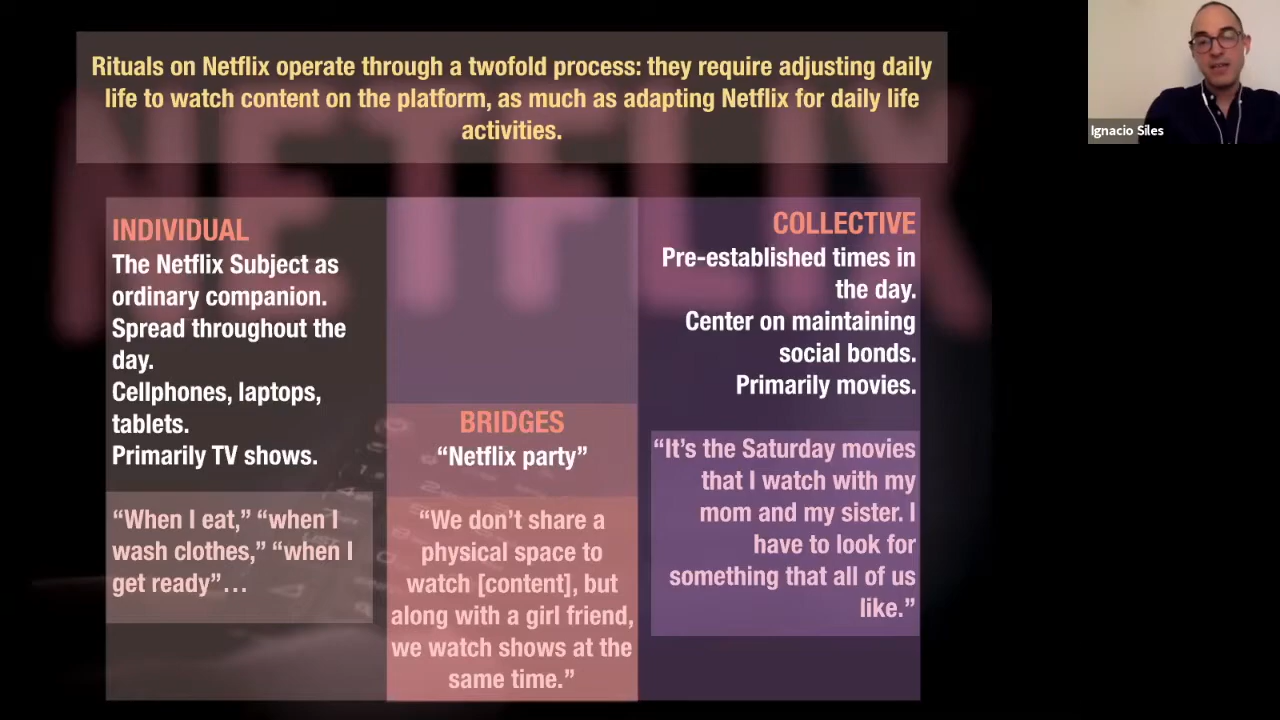 Rituals on Netflix operate through a twofold process: they require adjusting daily
life to watch content on the platform, as much as adapting Netflix for daily life
activities.
Ignacio Siles
INDIVIDUAL
The Netflix Subject as
ordinary companion.
Spread throughout the
day.
Cellphones, laptops,
tablets.
Primarily TV shows.
“When I eat,” “when I
wash clothes,” “when I
get ready”…
BRIDGES
“Netflix party”
“We don’t share a
physical space to
watch [content], but
along with a girl friend,
we watch shows at the
same time.”
COLLECTIVE
Pre-established times in
the day.
Center on maintaining
social bonds.
Primarily movies.
“It’s the Saturday movies
that I watch with my
mom and my sister. I
have to look for
something that all of us
like.”
NETFLIX